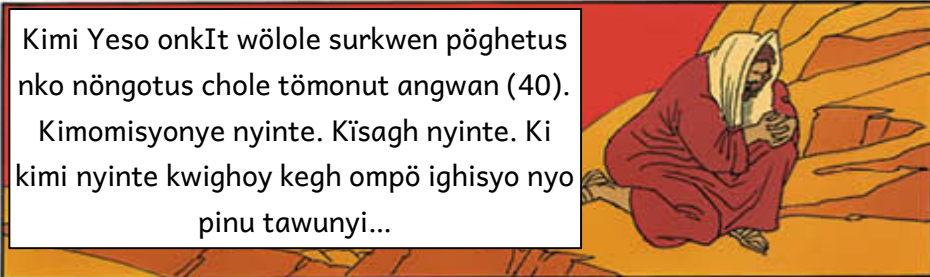 Kimi Yeso onkIt wölole surkwen pöghetus
nko nöngotus chole tömonut angwan (40).
Kimomisyonye nyinte. Kïsagh nyinte. Ki
kimi nyinte kwighoy kegh ompö ighisyo nyo
pinu tawunyi...